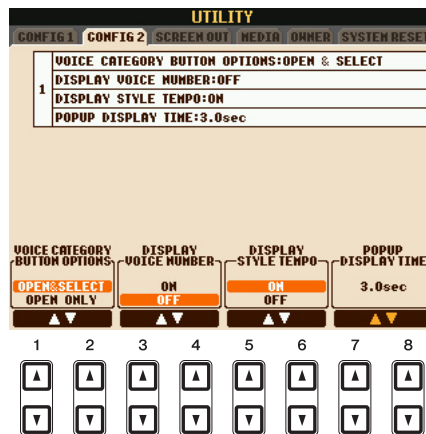 UTILITY
CONFIG 1 CONFIG 2 SCREEN OUT MEDIA OWNER SYSTEM RESET
VOICE CATEGORY BUTTON OPTIONS:OPEN & SELECT
1
DISPLAY VOICE NUMBER:OFF
DISPLAY STYLE TEMPO:ON
POPUP DISPLAY TIME:3.0sec
VOICE CATEGORY BUTTON OPTIONS
DISPLAY VOICE NUMBER
DISPLAY STYLE TEMPO
POPUP DISPLAY TIME
OPEN&SELECT ON ON 3.0sec
OPEN ONLY OFF OFF
1 2 3 4 5 6 7 8